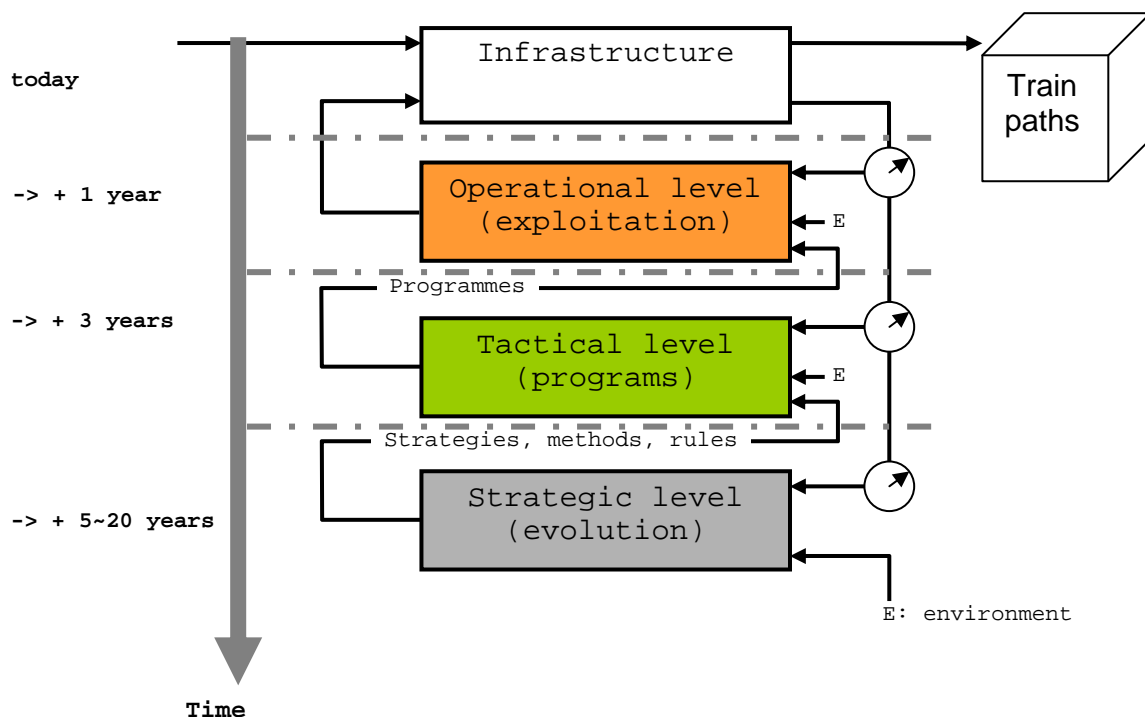 Infrastructure
today
Train
paths
-> + 1 year
Operational level
(exploitation)
E
Programmes
-> + 3 years
Tactical level
(programs)
E
Strategies, methods, rules
Strategic level
(evolution)
-> + 5~20 years
E: environment
Time